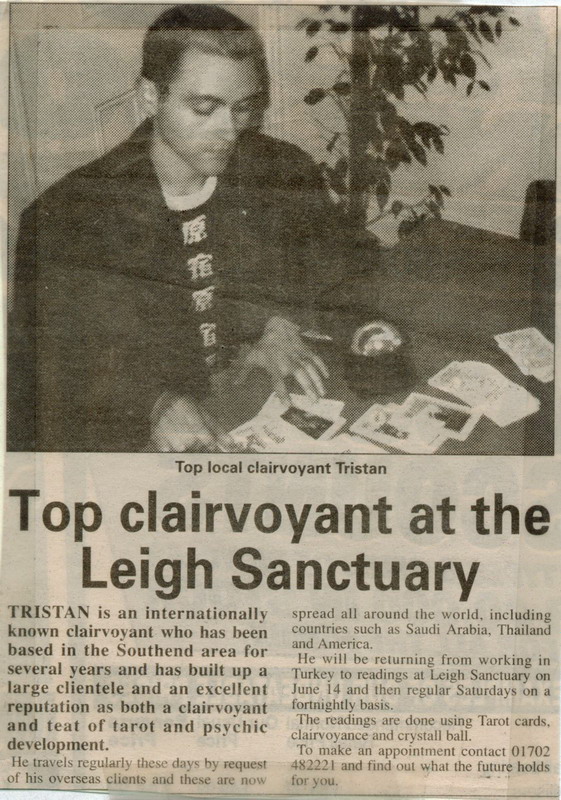 原
宿
原
宿
Top local clairvoyant Tristan
Top clairvoyant at the
Leigh Sanctuary
TRISTAN is an internationally
known clairvoyant who has been
based in the Southend area for
several years and has built up a
large clientele and an excellent
reputation as both a clairvoyant
and teat of tarot and psychic
development.
He travels regularly these days by request
of his overseas clients and these are now
spread all around the world, including
countries such as Saudi Arabia, Thailand
and America.
He will be returning from working in
Turkey to readings at Leigh Sanctuary on
June 14 and then regular Saturdays on a
fortnightly basis.
The readings are done using Tarot cards,
clairvoyance and crystall ball.
To make an appointment contact 01702
482221 and find out what the future holds
for you.